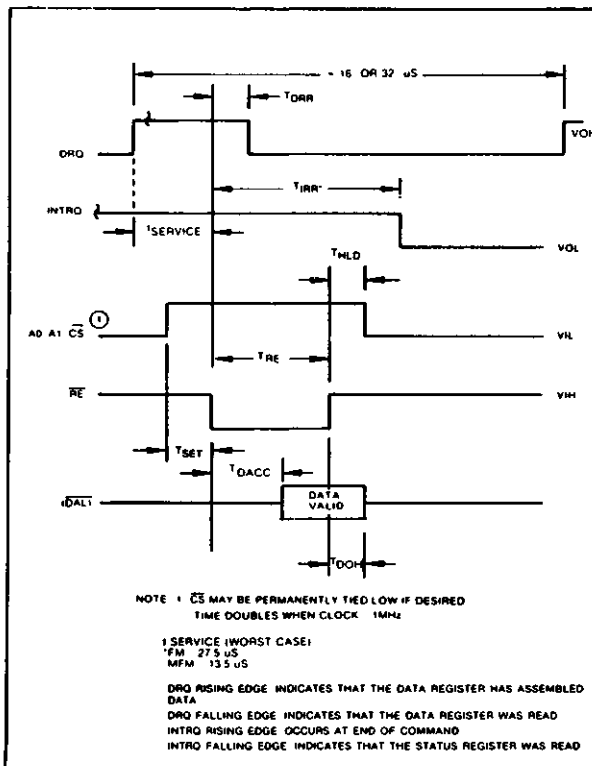 ≈ 16 OR 32 uS
TDRR
DRQ
VOH
TIRR*
INTRQ
tSERVICE
VOL
THLD
A0 A1 CS 1
VIL
TRE
RE
VIH
TSET
TDACC
(DAL)
DATA
VALID
TDOH
NOTE 1 CS MAY BE PERMANENTLY TIED LOW IF DESIRED
TIME DOUBLES WHEN CLOCK 1MHz
t SERVICE (WORST CASE)
*FM 27.5 uS
MFM 13.5 uS
DRQ RISING EDGE INDICATES THAT THE DATA REGISTER HAS ASSEMBLED
DATA
DRQ FALLING EDGE INDICATES THAT THE DATA REGISTER WAS READ
INTRQ RISING EDGE OCCURS AT END OF COMMAND
INTRQ FALLING EDGE INDICATES THAT THE STATUS REGISTER WAS READ